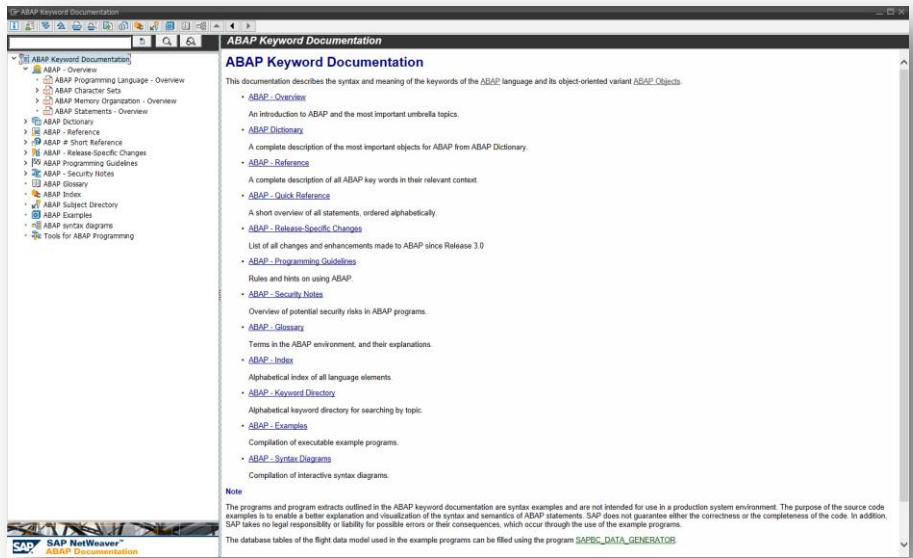 ABAP Keyword Documentation
ABAP Keyword Documentation
ABAP Keyword Documentation
ABAP - Overview
ABAP Programming Language - Overview
ABAP Character Sets
ABAP Memory Organization - Overview
ABAP Statements - Overview
ABAP Dictionary
ABAP - Reference
ABAP # Short Reference
ABAP - Release-Specific Changes
ABAP Programming Guidelines
ABAP - Security Notes
ABAP Glossary
ABAP Index
ABAP Subject Directory
ABAP Examples
ABAP syntax diagrams
Tools for ABAP Programming
SAP
SAP NetWeaver™
ABAP Documentation
ABAP Keyword Documentation
This documentation describes the syntax and meaning of the keywords of the ABAP language and its object-oriented variant ABAP Objects.
• ABAP - Overview
An introduction to ABAP and the most important umbrella topics.
• ABAP Dictionary
A complete description of the most important objects for ABAP from ABAP Dictionary.
• ABAP - Reference
A complete description of all ABAP key words in their relevant context.
• ABAP - Quick Reference
A short overview of all statements, ordered alphabetically.
• ABAP - Release-Specific Changes
List of all changes and enhancements made to ABAP since Release 3.0
• ABAP - Programming Guidelines
Rules and hints on using ABAP.
• ABAP - Security Notes
Overview of potential security risks in ABAP programs.
• ABAP - Glossary
Terms in the ABAP environment, and their explanations.
• ABAP - Index
Alphabetical index of all language elements.
• ABAP - Keyword Directory
Alphabetical keyword directory for searching by topic.
• ABAP - Examples
Compilation of executable example programs.
• ABAP - Syntax Diagrams
Compilation of interactive syntax diagrams.
Note
The programs and program extracts outlined in the ABAP keyword documentation are syntax examples and are not intended for use in a production system environment. The purpose of the source code
examples is to enable a better explanation and visualization of the syntax and semantics of ABAP statements. SAP does not guarantee either the correctness or the completeness of the code. In addition,
SAP takes no legal responsiblity or liability for possible errors or their consequences, which occur through the use of the example programs.
The database tables of the flight data model used in the example programs can be filled using the program SAPBC_DATA_GENERATOR.